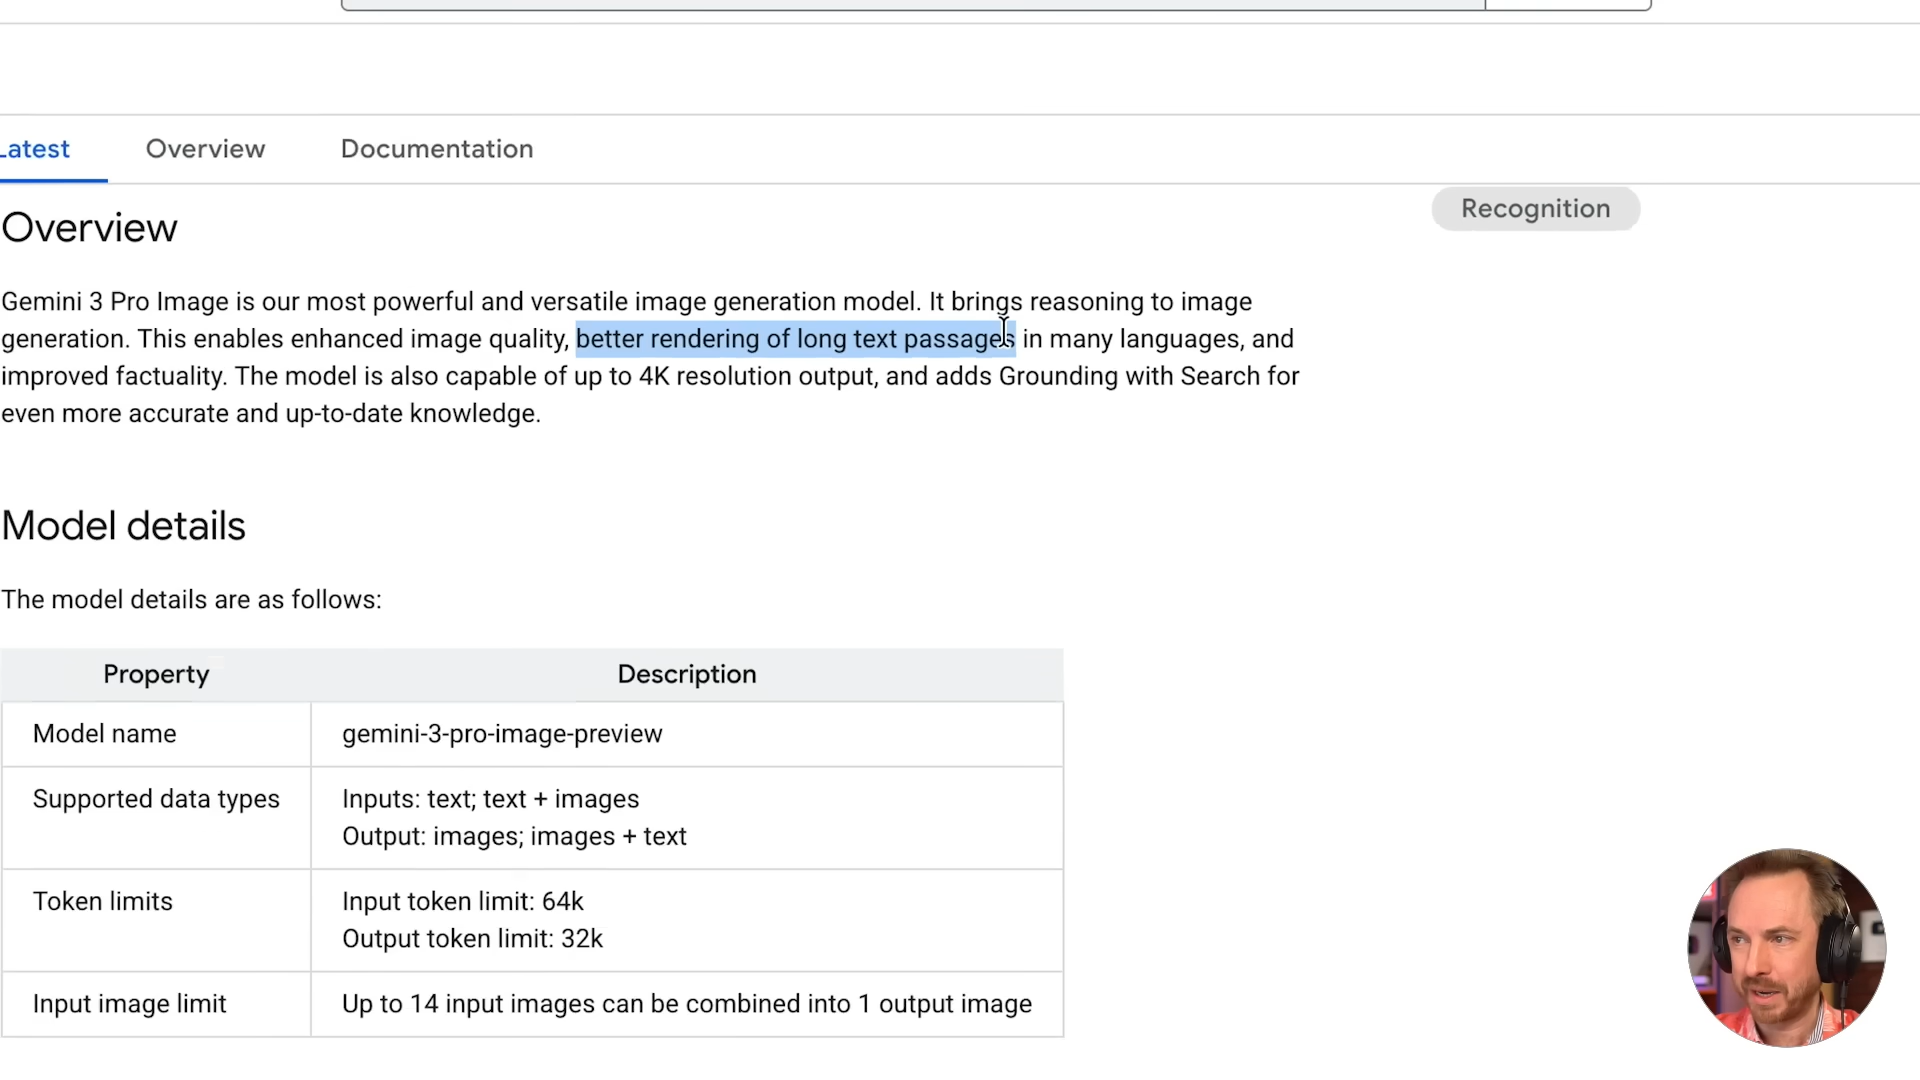 Latest Overview Documentation
Recognition
Overview
Gemini 3 Pro Image is our most powerful and versatile image generation model. It brings reasoning to image
generation. This enables enhanced image quality, better rendering of long text passages in many languages, and
improved factuality. The model is also capable of up to 4K resolution output, and adds Grounding with Search for
even more accurate and up-to-date knowledge.
Model details
The model details are as follows:
Property Description
Model name gemini-3-pro-image-preview
Supported data types Inputs: text; text + images
Output: images; images + text
Token limits Input token limit: 64k
Output token limit: 32k
Input image limit Up to 14 input images can be combined into 1 output image